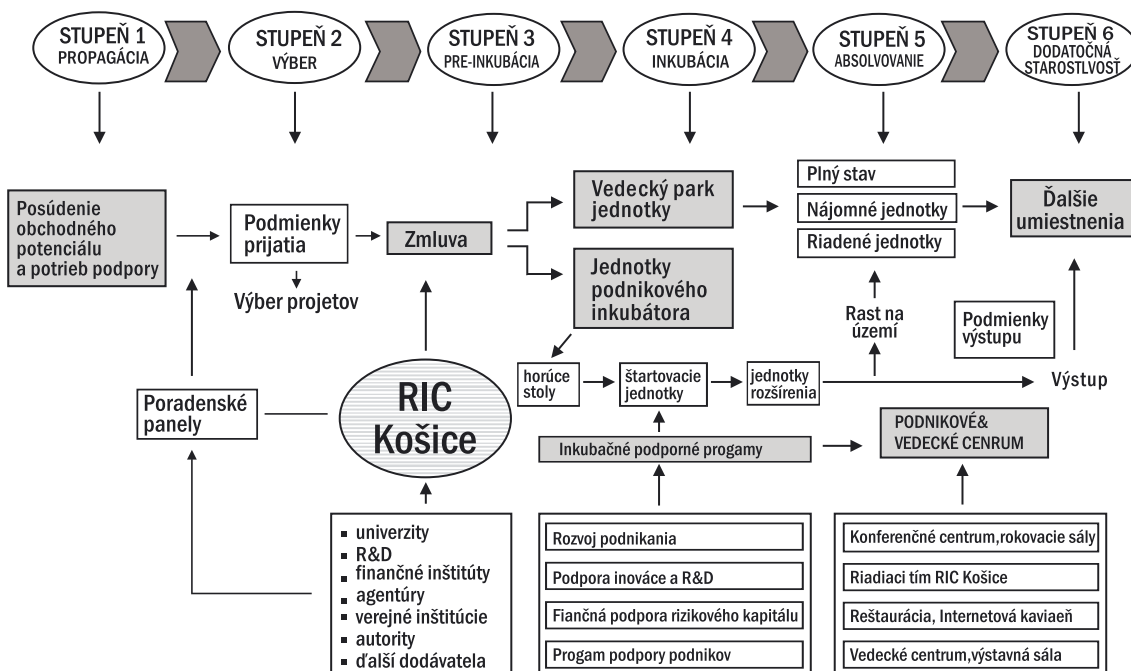 STUPEŇ 1
PROPAGÁCIA
STUPEŇ 2
VÝBER
STUPEŇ 3
PRE-INKUBÁCIA
STUPEŇ 4
INKUBÁCIA
STUPEŇ 5
ABSOLVOVANIE
STUPEŇ 6
DODATOČNÁ
STAROSTLVOSŤ
Posúdenie
obchodného
potenciálu
a potrieb podpory
Podmienky
prijatia
Výber projetov
Zmluva
Vedecký park
jednotky
Jednotky
podnikového
inkubátora
Plný stav
Nájomné jednotky
Riadené jednotky
Ďalšie
umiestnenia
Rast na
území
Podmienky
výstupu
horúce
stoly
štartovacie
jednotky
jednotky
rozšírenia
Výstup
Poradenské
panely
RIC
Košice
Inkubačné podporné progamy
PODNIKOVÉ&
VEDECKÉ CENRUM
▪ univerzity
▪ R&D
▪ finančné inštitúty
▪ agentúry
▪ verejné inštitúcie
▪ autority
▪ ďalší dodávatela
Rozvoj podnikania
Podpora inováce a R&D
Fiančná podpora rizikového kapitálu
Progam podpory podnikov
Konferenčné centrum,rokovacie sály
Riadiaci tím RIC Košice
Reštaurácia, Internetová kaviaeň
Vedecké centrum,výstavná sála